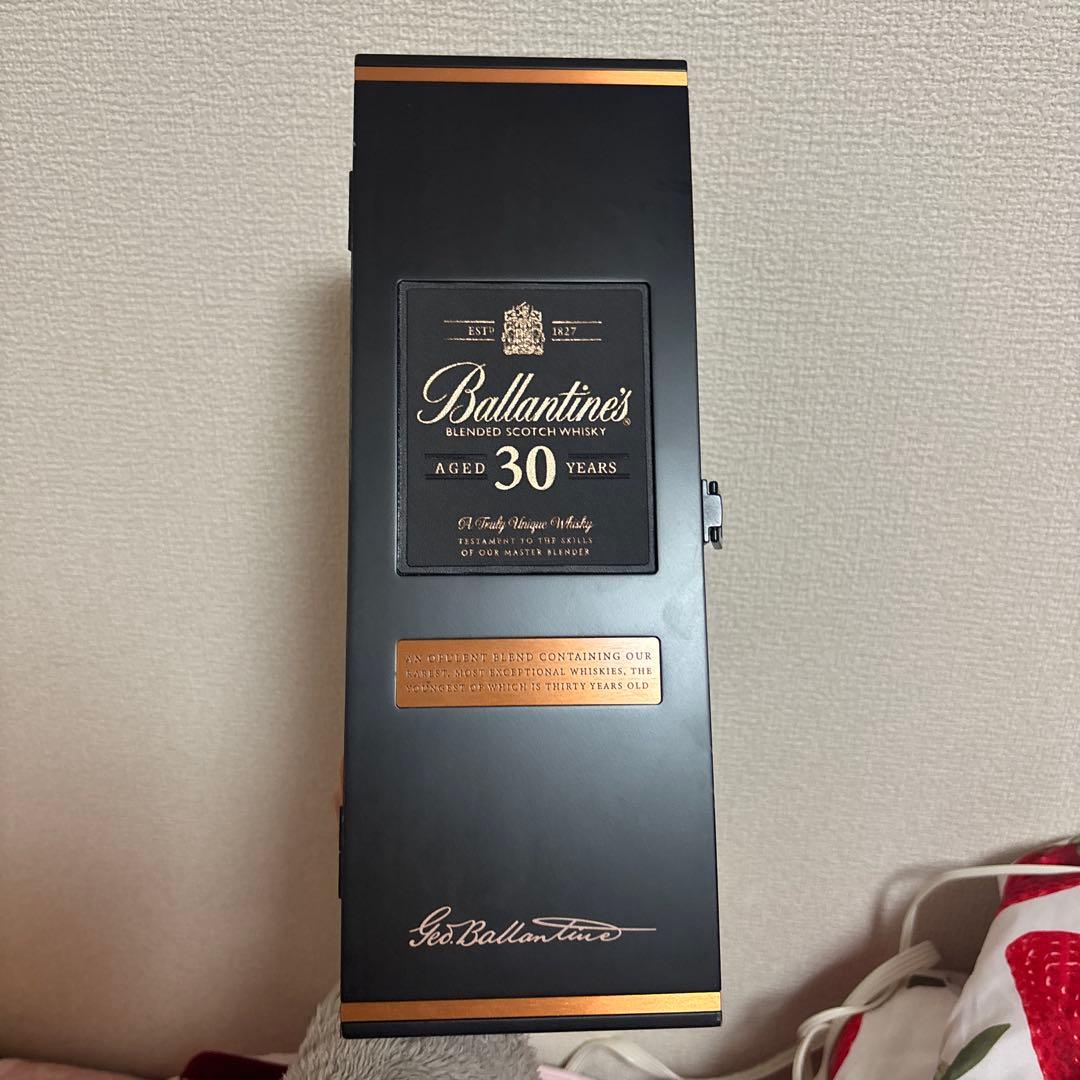 ESTD 1827
Ballantine's®
BLENDED SCOTCH WHISKY
AGED 30 YEARS
A Truly Unique Whisky
TESTAMENT TO THE SKILLS
OF OUR MASTER BLENDER
AN OPULENT BLEND CONTAINING OUR
RAREST, MOST EXCEPTIONAL WHISKIES, THE
YOUNGEST OF WHICH IS THIRTY YEARS OLD
Geo. Ballantine